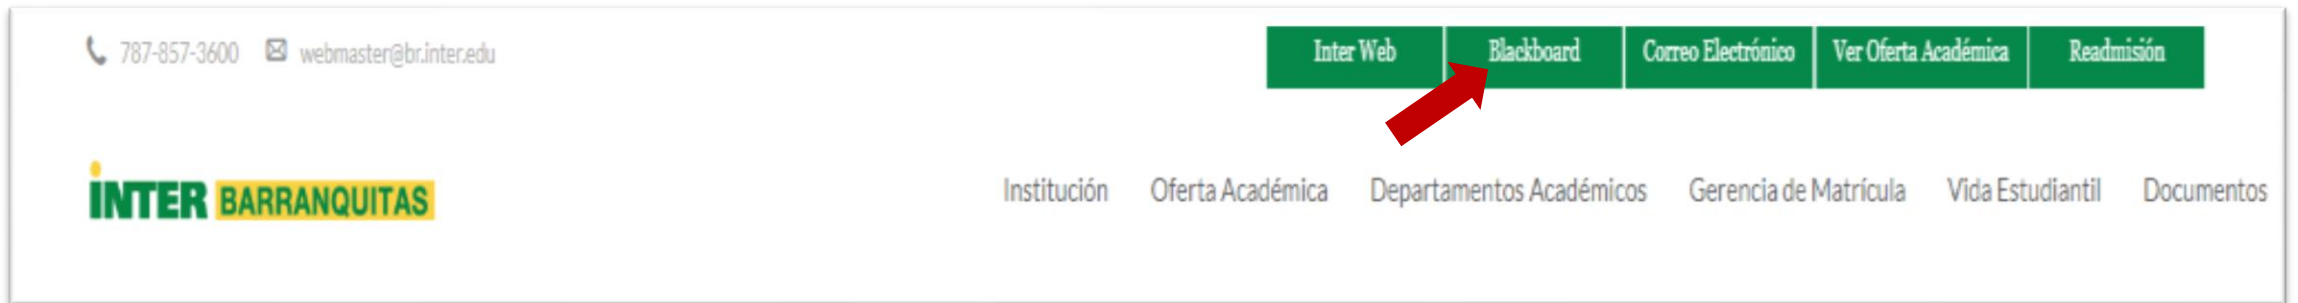 787-857-3600 webmaster@br.inter.edu
Inter Web Blackboard Correo Electrónico Ver Oferta Académica Readmisión
INTER BARRANQUITAS
Institución Oferta Académica Departamentos Académicos Gerencia de Matrícula Vida Estudiantil Documentos